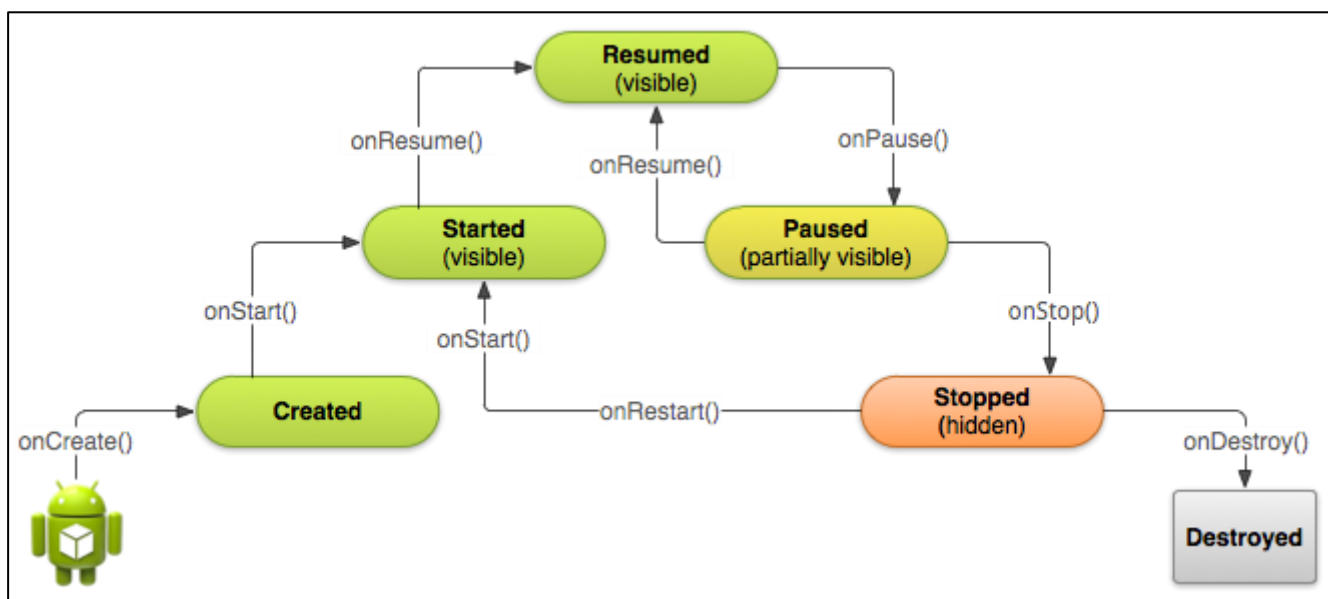 Resumed
(visible)
onResume()
onResume()
onPause()
Started
(visible)
Paused
(partially visible)
onStart()
onStart()
onStop()
Created
onRestart()
Stopped
(hidden)
onCreate()
onDestroy()
Destroyed